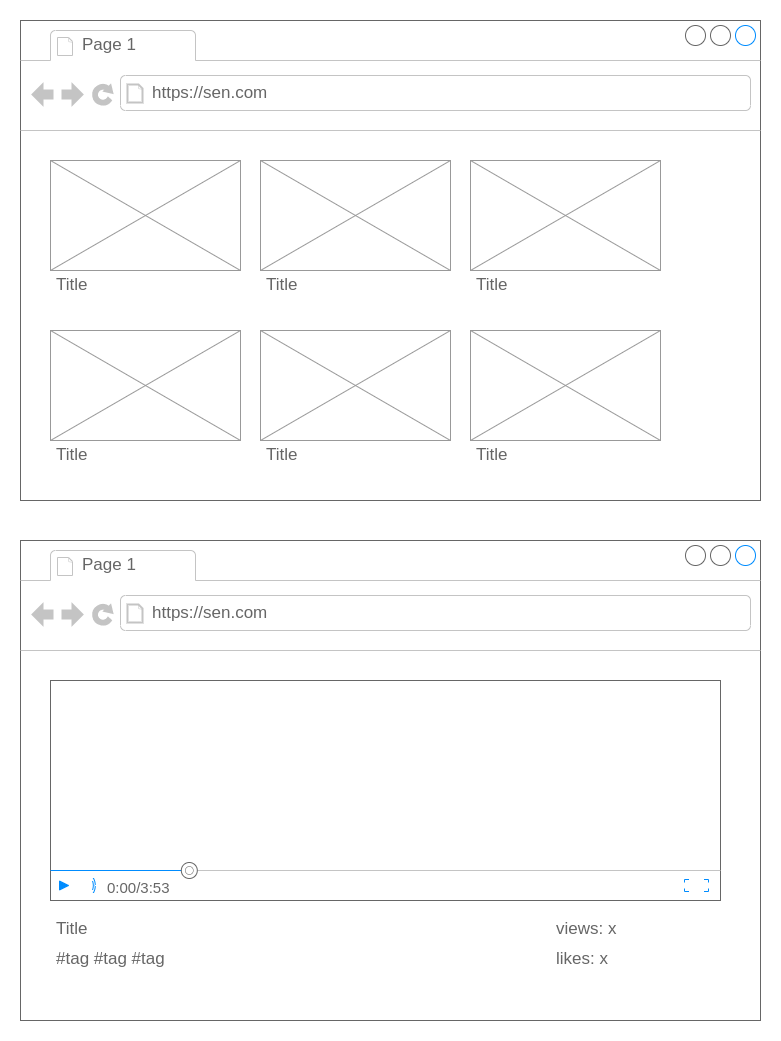 Page 1
https://sen.com
Title Title Title
Title Title Title
Page 1
https://sen.com
0:00/3:53
Title views: x
#tag #tag #tag likes: x